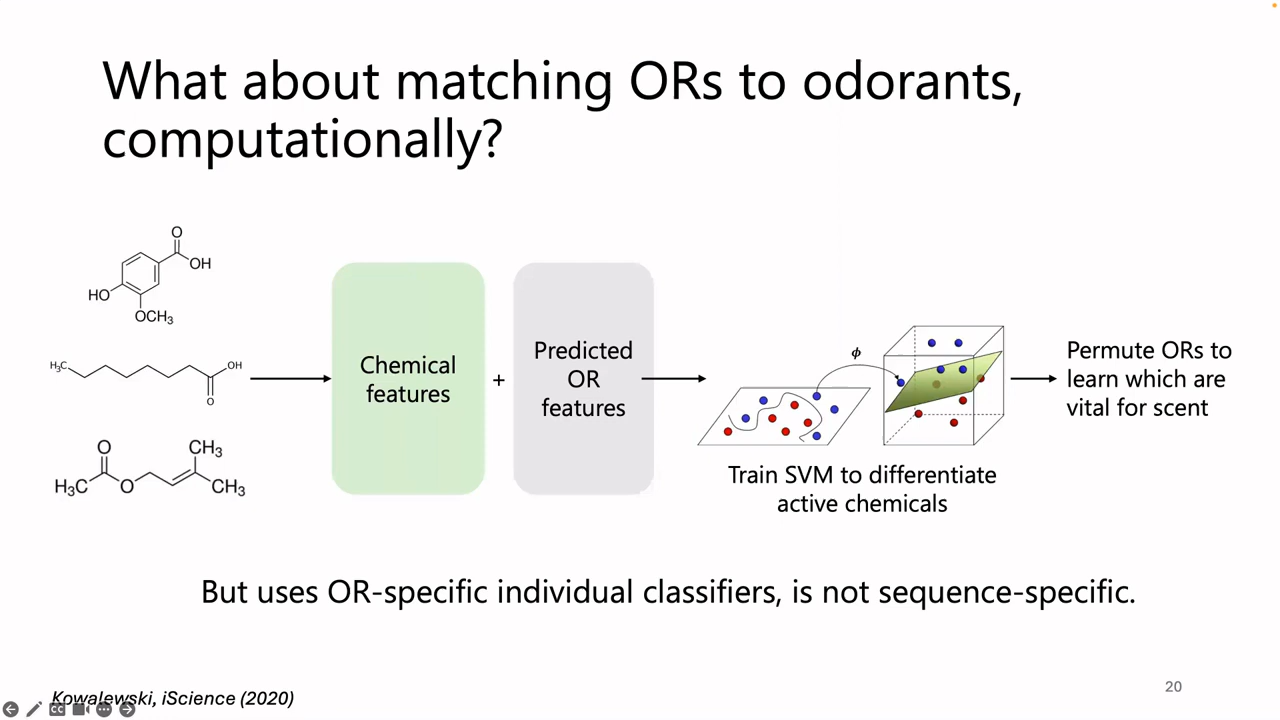 What about matching ORs to odorants,
computationally?
O
OH
HO
OCH3
H3C
OH
O
O
CH3
H3C
O
CH3
Chemical
features
+
Predicted
OR
features
ϕ
Train SVM to differentiate
active chemicals
Permute ORs to
learn which are
vital for scent
But uses OR-specific individual classifiers, is not sequence-specific.
Kowalewski, iScience (2020)
CC
20